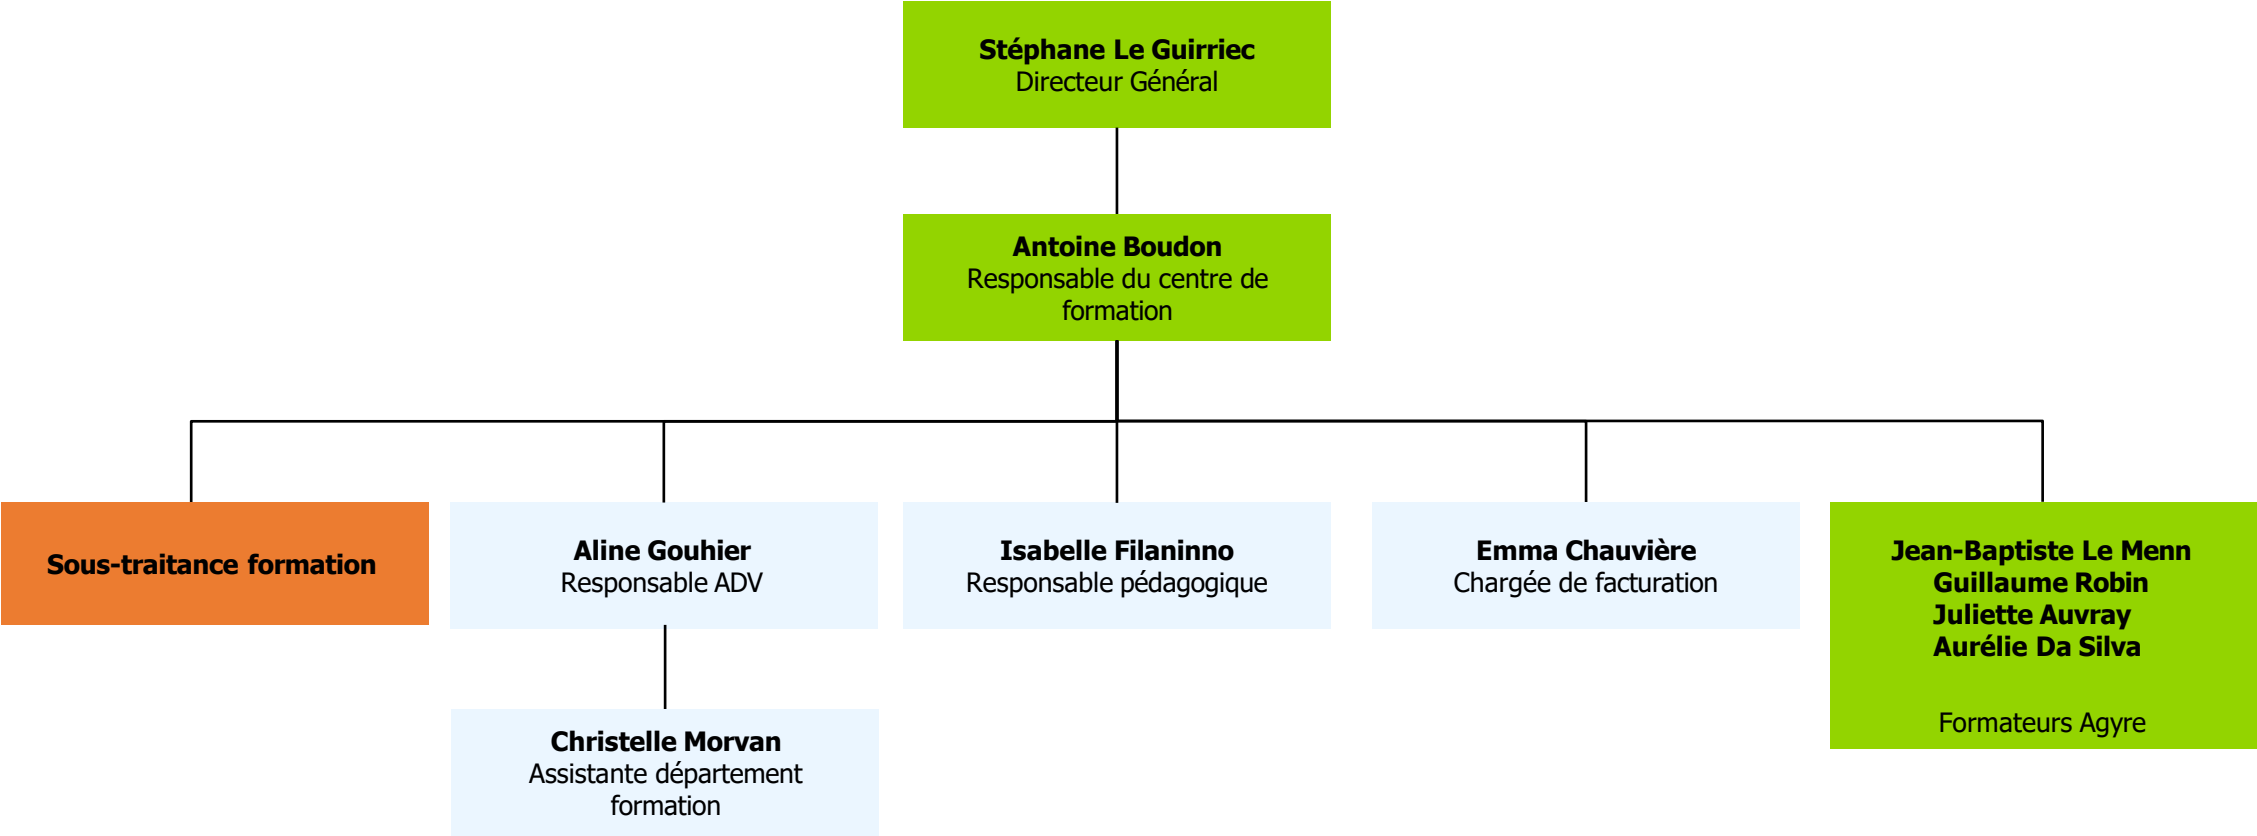 Stéphane Le Guirriec
Directeur Général
Antoine Boudon
Responsable du centre de
formation
Sous-traitance formation
Aline Gouhier
Responsable ADV
Isabelle Filaninno
Responsable pédagogique
Emma Chauvière
Chargée de facturation
Jean-Baptiste Le Menn
Guillaume Robin
Juliette Auvray
Aurélie Da Silva
Formateurs Agyre
Christelle Morvan
Assistante département
formation